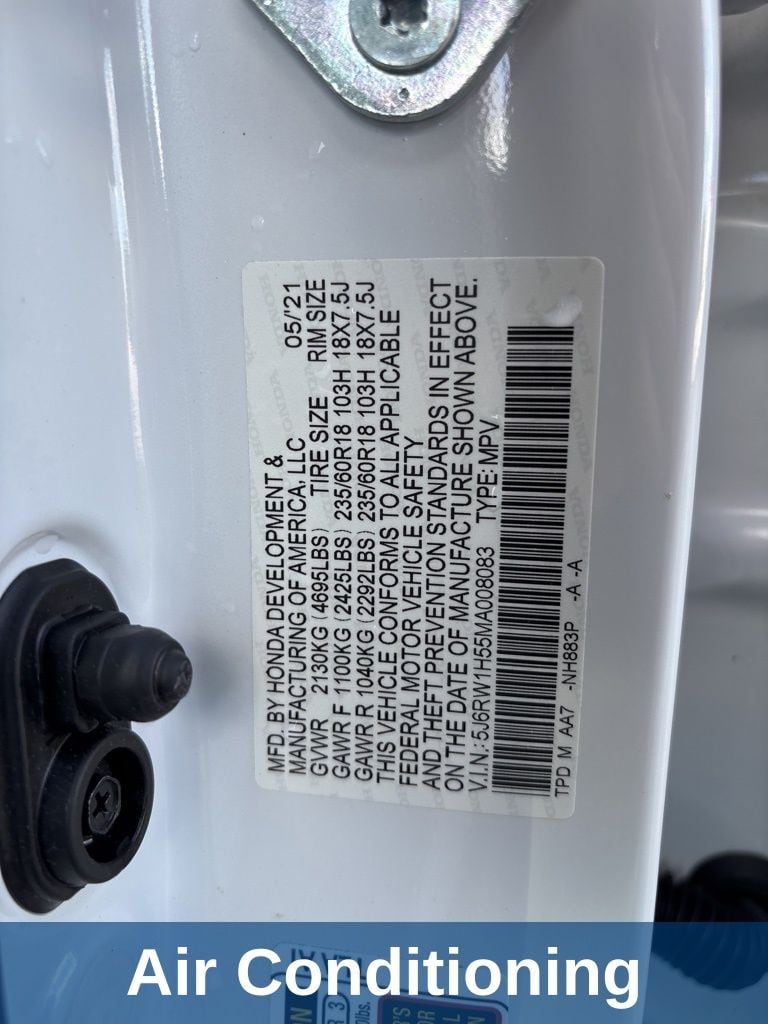 MFD. BY HONDA DEVELOPMENT &
MANUFACTURING OF AMERICA, LLC 05/'21
GVWR 2130KG (4695LBS) TIRE SIZE RIM SIZE
GAWR F 1100KG (2425LBS) 235/60R18 103H 18X7.5J
GAWR R 1040KG (2292LBS) 235/60R18 103H 18X7.5J
THIS VEHICLE CONFORMS TO ALL APPLICABLE
FEDERAL MOTOR VEHICLE SAFETY
AND THEFT PREVENTION STANDARDS IN EFFECT
ON THE DATE OF MANUFACTURE SHOWN ABOVE.
V.I.N.: 5J6RW1H55MA008083 TYPE: MPV
TPD M AA7 -NH883P -A -A
Air Conditioning